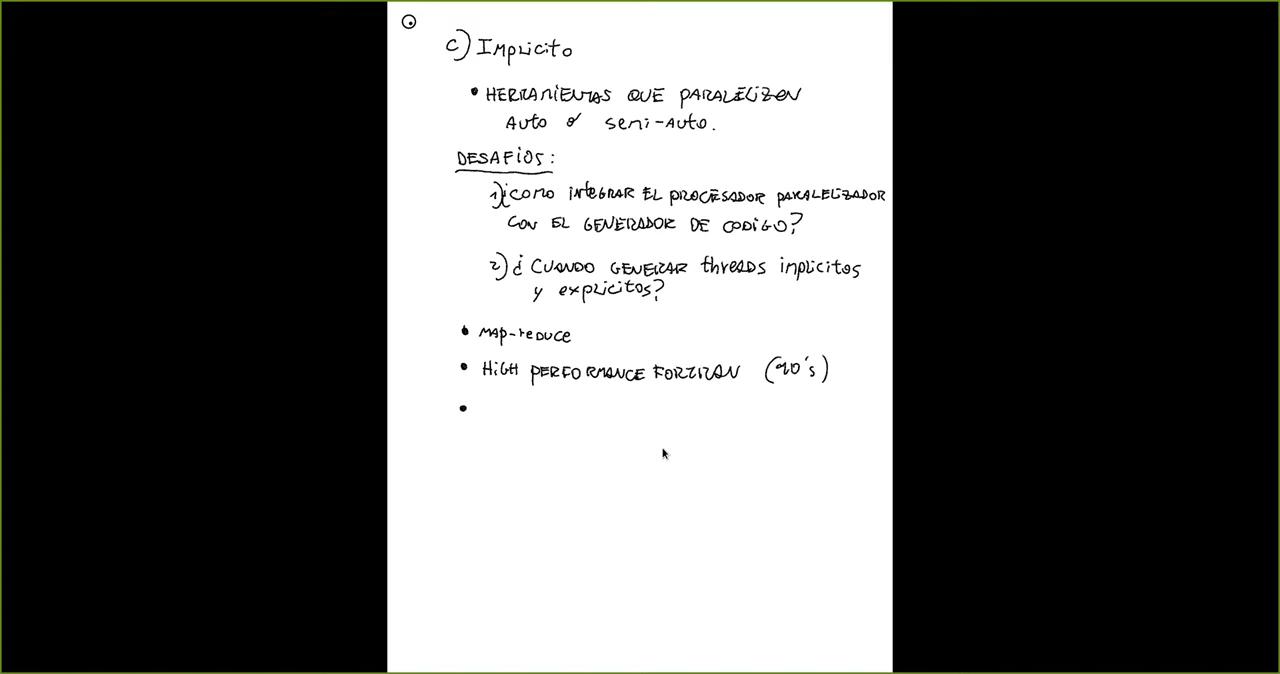 c) Implicito
• HERRAMIENTAS QUE PARALELIZEN
AUTO o semi-AUTO.
DESAFIOS:
1) ¿COMO INTEGRAR EL PROCESADOR PARALELIZADOR
CON EL GENERADOR DE CODIGO?
2) ¿CUANDO GENERAR threads implicitos
y explicitos?
• MAP-reduce
• HIGH PERFORMANCE FORTRAN (90's)
•